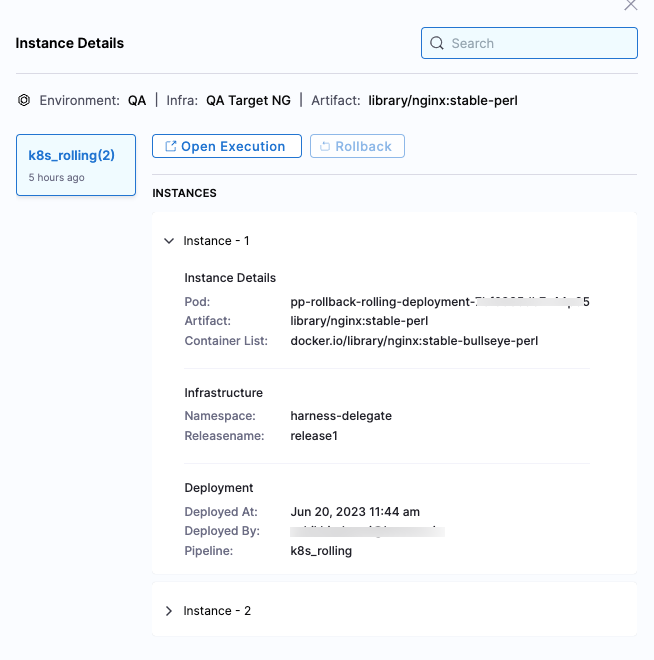 Instance Details
Search
Environment: QA | Infra: QA Target NG | Artifact: library/nginx:stable-perl
k8s_rolling(2)
5 hours ago
Open Execution
Rollback
INSTANCES
Instance - 1
Instance Details
Pod: pp-rollback-rolling-deployment-
Artifact: library/nginx:stable-perl
Container List: docker.io/library/nginx:stable-bullseye-perl
Infrastructure
Namespace: harness-delegate
Releasename: release1
Deployment
Deployed At: Jun 20, 2023 11:44 am
Deployed By:
Pipeline: k8s_rolling
Instance - 2